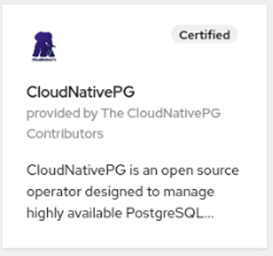 Certified
CloudNativePG
provided by The CloudNativePG
Contributors
CloudNativePG is an open source
operator designed to manage
highly available PostgreSQL...